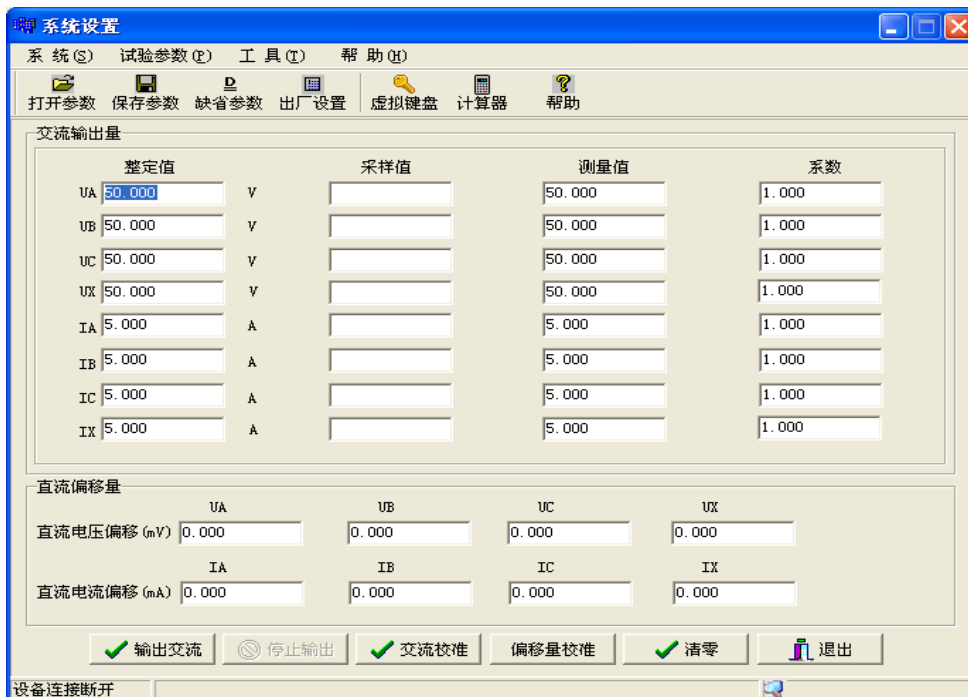 系统设置
系 统(S) 试验参数(P) 工 具(T) 帮 助(H)
D
打开参数 保存参数 缺省参数 出厂设置 虚拟键盘 计算器 帮助
交流输出量
整定值 采样值 测量值 系数
UA 50.000 V 50.000 1.000
UB 50.000 V 50.000 1.000
UC 50.000 V 50.000 1.000
UX 50.000 V 50.000 1.000
IA 5.000 A 5.000 1.000
IB 5.000 A 5.000 1.000
IC 5.000 A 5.000 1.000
IX 5.000 A 5.000 1.000
直流偏移量
UA UB UC UX
直流电压偏移(mV) 0.000 0.000 0.000 0.000
IA IB IC IX
直流电流偏移(mA) 0.000 0.000 0.000 0.000
输出交流 停止输出 交流校准 偏移量校准 清零 退出
设备连接断开